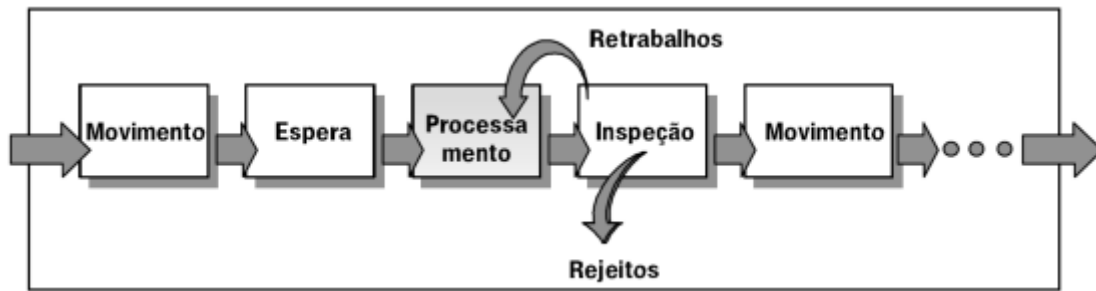 Retrabalhos
Movimento
Espera
Processa
mento
Inspeção
Movimento
Rejeitos